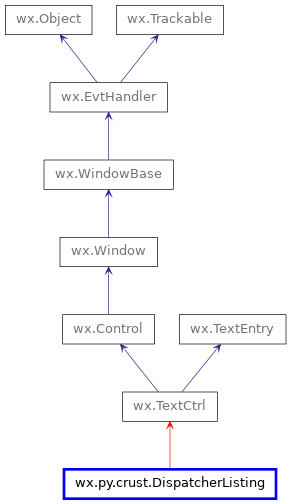 wx.Object
wx.Trackable
wx.EvtHandler
wx.WindowBase
wx.Window
wx.Control
wx.TextEntry
wx.TextCtrl
wx.py.crust.DispatcherListing